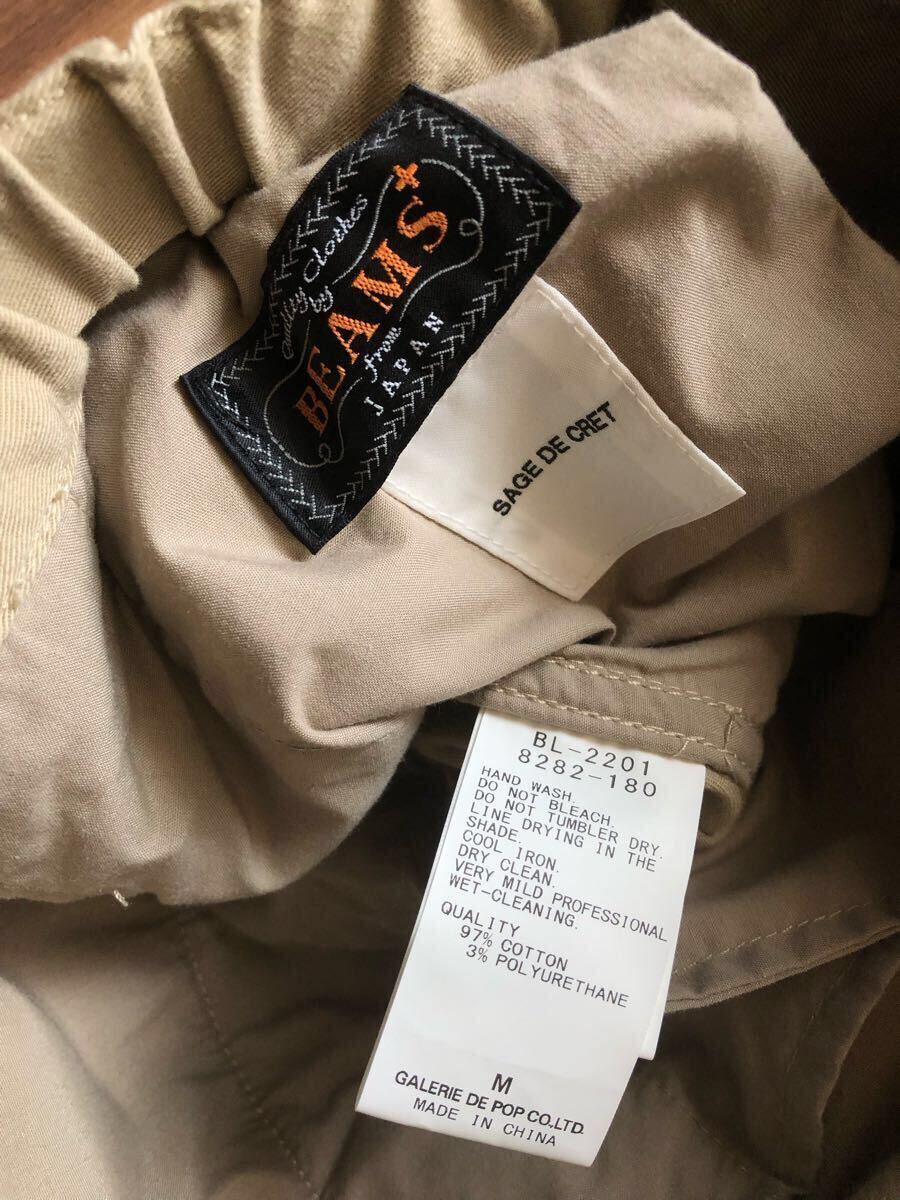 Quality Clothes
by
BEAMS+
from
JAPAN
SAGE DE CRET
BL-2201
8282-180
HAND WASH.
DO NOT BLEACH.
DO NOT TUMBLER DRY.
LINE DRYING IN THE
SHADE.
COOL IRON.
DRY CLEAN.
VERY MILD PROFESSIONAL
WET-CLEANING.
QUALITY
97% COTTON
3% POLYURETHANE
M
GALERIE DE POP CO.,LTD.
MADE IN CHINA